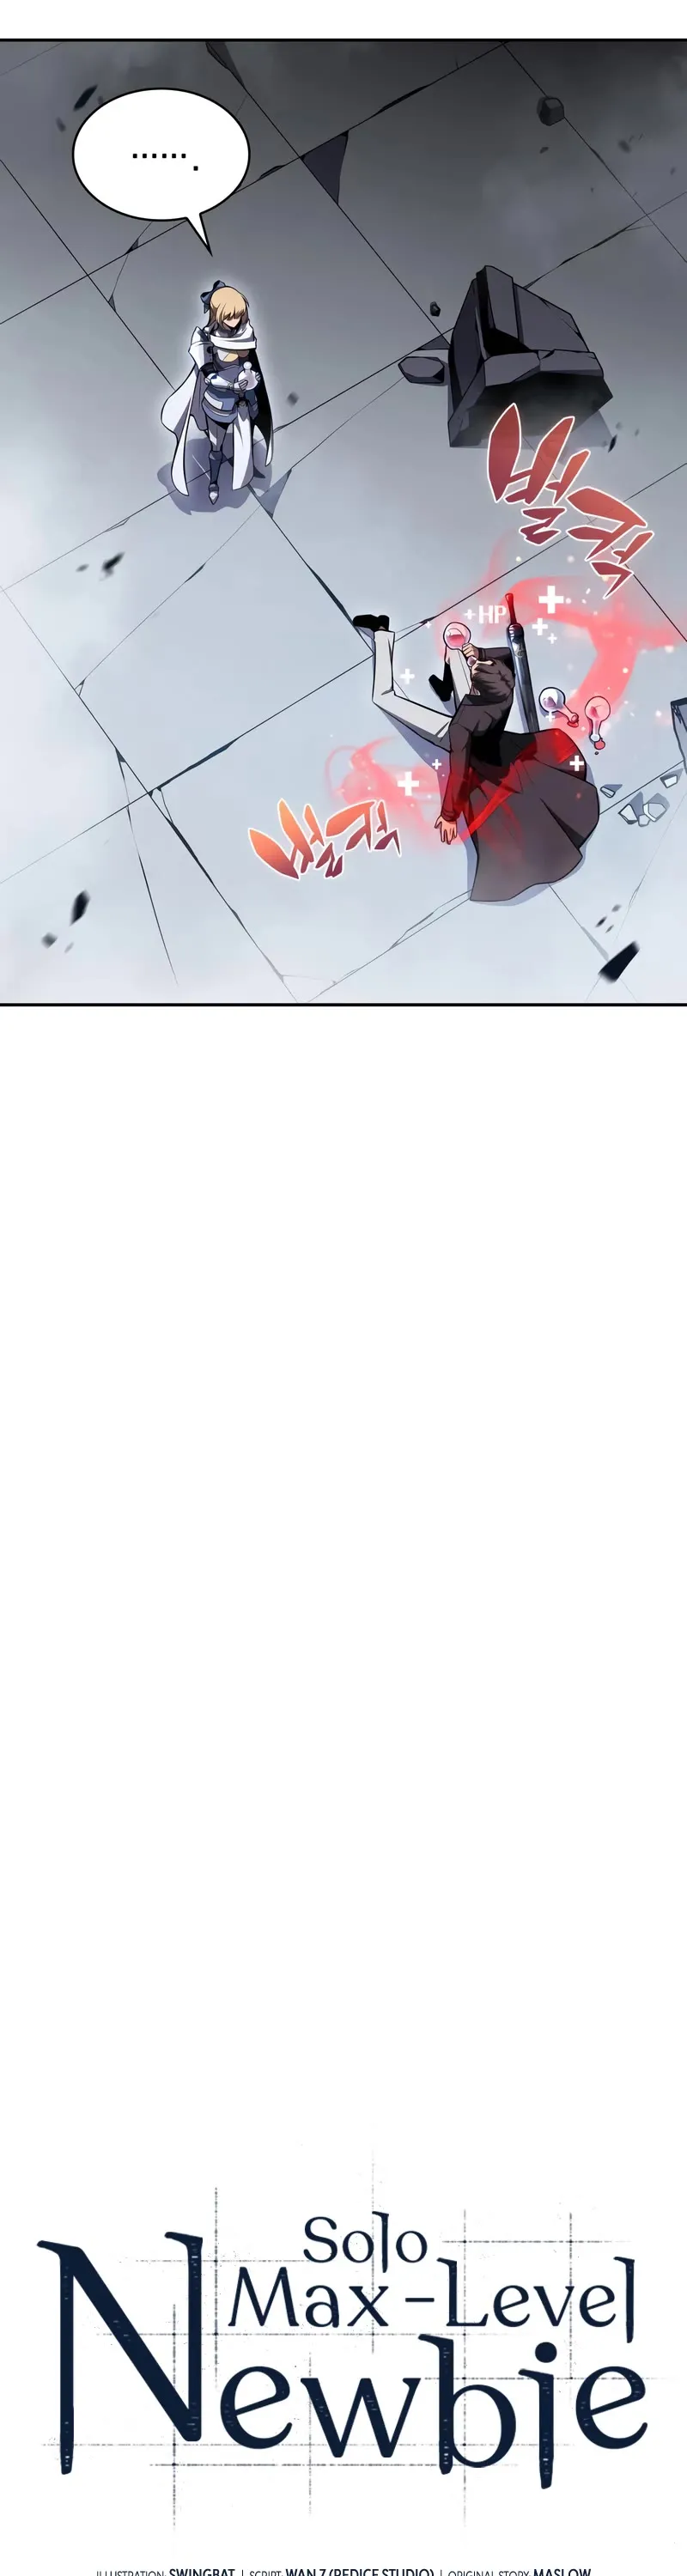 ...... .
벌컥
HP
벌컥
Solo
Max-Level
Newbie
ILLUSTRATION: SWINGBAT | SCRIPT: WAN.Z (REDICE STUDIO) | ORIGINAL STORY: MASLOW